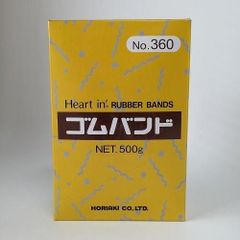 No.360
Heart in' RUBBER BANDS
ゴムバンド
NET. 500g
HORIAKI CO.,LTD.